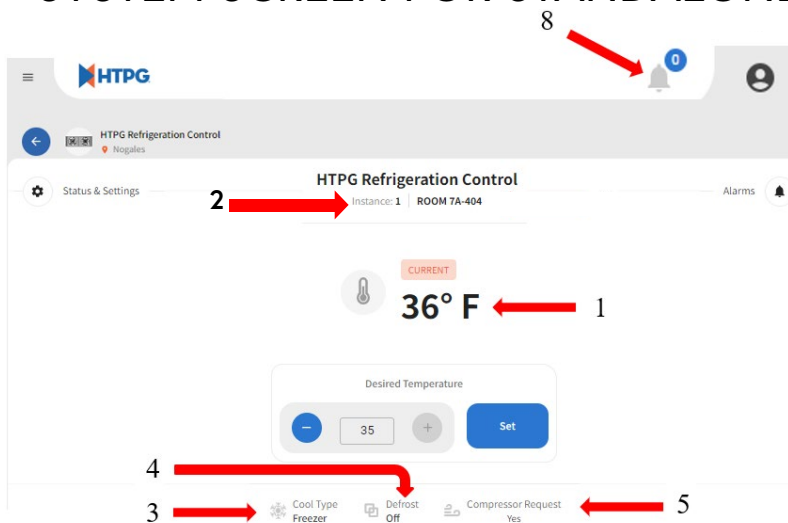 8
0
HTPG
HTPG Refrigeration Control
Nogales
Status & Settings
HTPG Refrigeration Control
Alarms
2
Instance: 1 | ROOM 7A-404
CURRENT
36° F
1
Desired Temperature
− 35 + Set
4
3
Cool Type
Freezer
Defrost
Off
Compressor Request
Yes
5